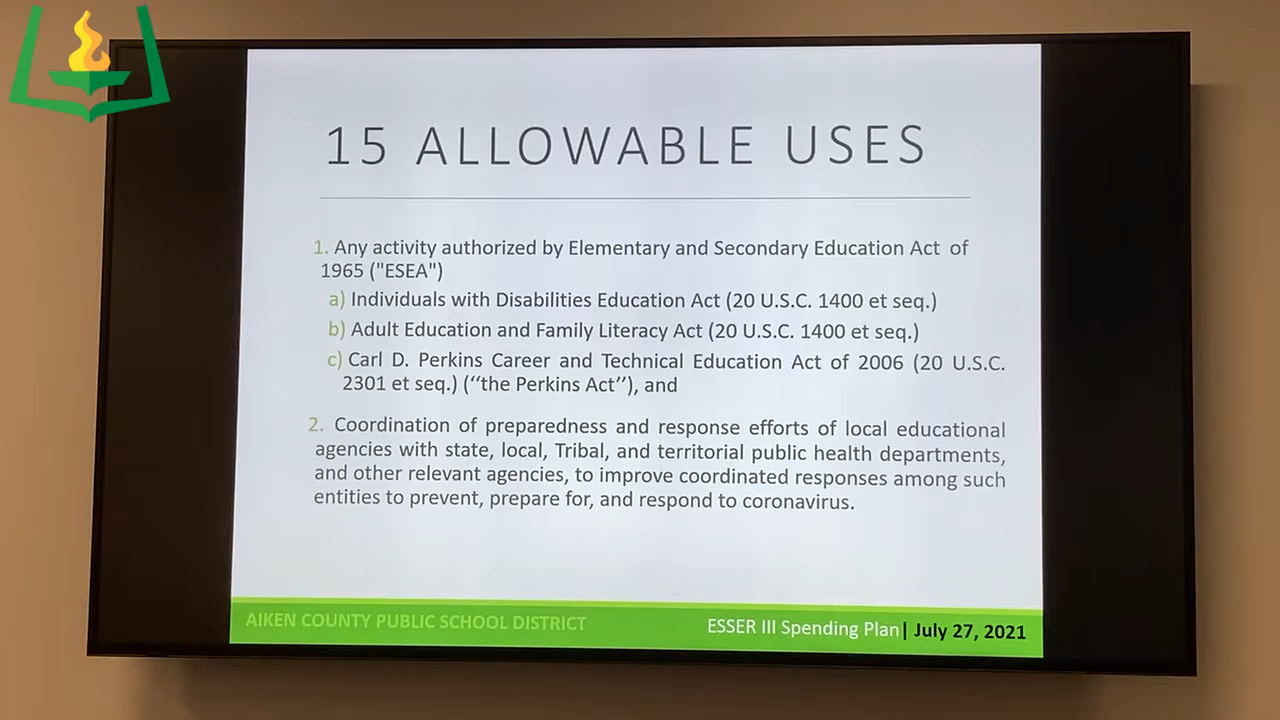 15 ALLOWABLE USES
1. Any activity authorized by Elementary and Secondary Education Act of
1965 ("ESEA")
a) Individuals with Disabilities Education Act (20 U.S.C. 1400 et seq.)
b) Adult Education and Family Literacy Act (20 U.S.C. 1400 et seq.)
c) Carl D. Perkins Career and Technical Education Act of 2006 (20 U.S.C.
2301 et seq.) (‘‘the Perkins Act’’), and
2. Coordination of preparedness and response efforts of local educational
agencies with state, local, Tribal, and territorial public health departments,
and other relevant agencies, to improve coordinated responses among such
entities to prevent, prepare for, and respond to coronavirus.
AIKEN COUNTY PUBLIC SCHOOL DISTRICT
ESSER III Spending Plan| July 27, 2021